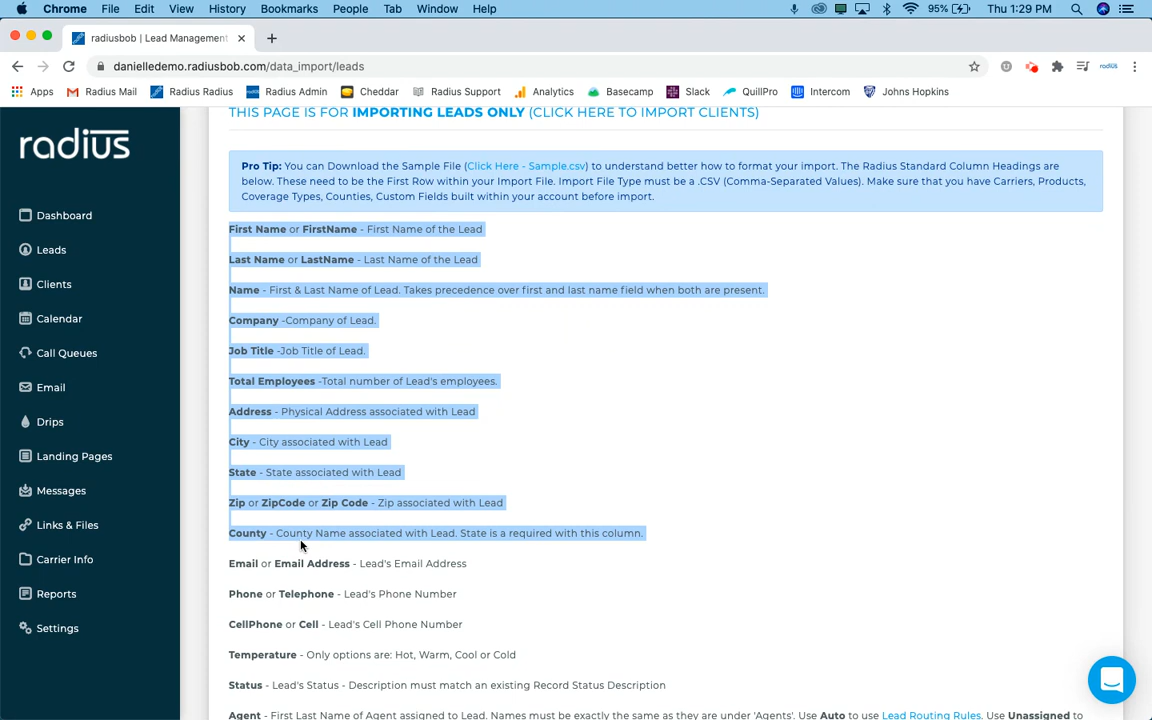 Chrome File Edit View History Bookmarks People Tab Window Help 95% Thu 1:29 PM
radiusbob | Lead Management
danielledemo.radiusbob.com/data_import/leads
Apps Radius Mail Radius Radius Radius Admin Cheddar Radius Support Analytics Basecamp Slack QuillPro Intercom Johns Hopkins
radius
Dashboard
Leads
Clients
Calendar
Call Queues
Email
Drips
Landing Pages
Messages
Links & Files
Carrier Info
Reports
Settings
THIS PAGE IS FOR IMPORTING LEADS ONLY (CLICK HERE TO IMPORT CLIENTS)
Pro Tip: You can Download the Sample File (Click Here - Sample.csv) to understand better how to format your import. The Radius Standard Column Headings are
below. These need to be the First Row within your Import File. Import File Type must be a .CSV (Comma-Separated Values). Make sure that you have Carriers, Products,
Coverage Types, Counties, Custom Fields built within your account before import.
First Name or FirstName - First Name of the Lead
Last Name or LastName - Last Name of the Lead
Name - First & Last Name of Lead. Takes precedence over first and last name field when both are present.
Company -Company of Lead.
Job Title -Job Title of Lead.
Total Employees -Total number of Lead's employees.
Address - Physical Address associated with Lead
City - City associated with Lead
State - State associated with Lead
Zip or ZipCode or Zip Code - Zip associated with Lead
County - County Name associated with Lead. State is a required with this column.
Email or Email Address - Lead's Email Address
Phone or Telephone - Lead's Phone Number
CellPhone or Cell - Lead's Cell Phone Number
Temperature - Only options are: Hot, Warm, Cool or Cold
Status - Lead's Status - Description must match an existing Record Status Description
Agent - First Last Name of Agent assigned to Lead. Names must be exactly the same as they are under 'Agents'. Use Auto to use Lead Routing Rules. Use Unassigned to